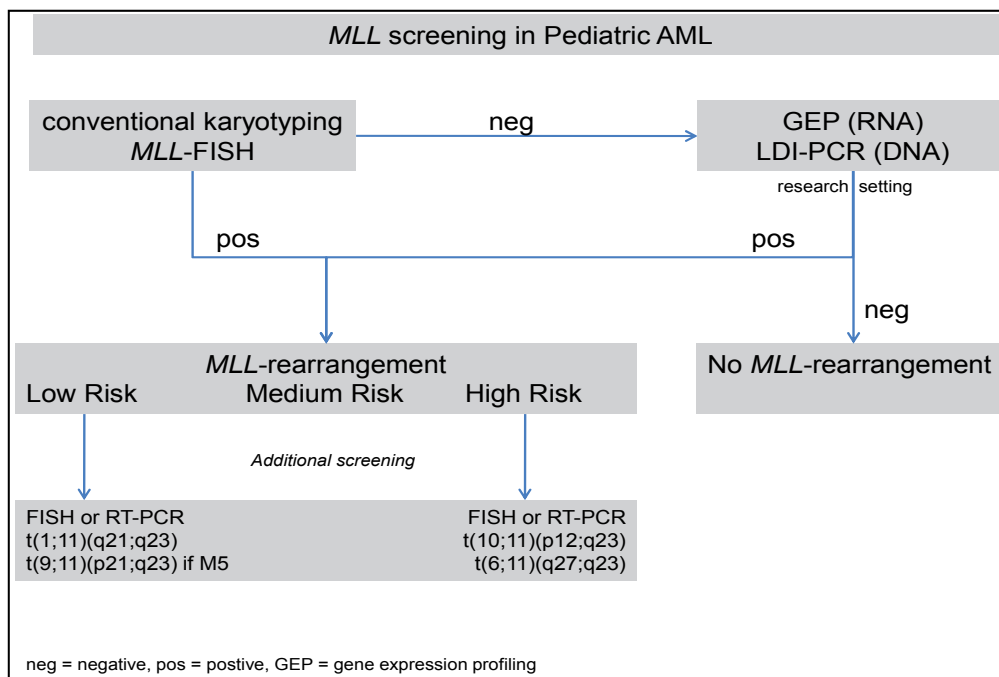 MLL screening in Pediatric AML
conventional karyotyping
MLL-FISH
neg
GEP (RNA)
LDI-PCR (DNA)
research setting
pos
pos
neg
MLL-rearrangement
Low Risk Medium Risk High Risk
No MLL-rearrangement
Additional screening
FISH or RT-PCR
t(1;11)(q21;q23)
t(9;11)(p21;q23) if M5
FISH or RT-PCR
t(10;11)(p12;q23)
t(6;11)(q27;q23)
neg = negative, pos = postive, GEP = gene expression profiling